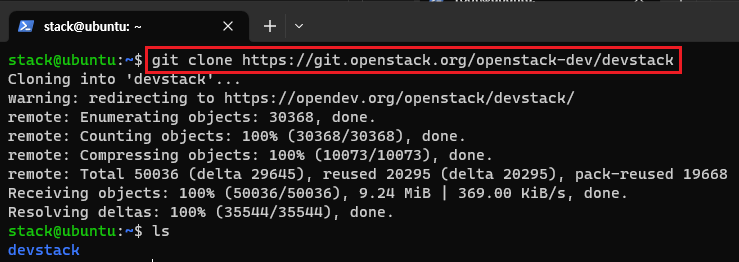 stack@ubuntu: ~
stack@ubuntu:~$ git clone https://git.openstack.org/openstack-dev/devstack
Cloning into 'devstack'...
warning: redirecting to https://opendev.org/openstack/devstack/
remote: Enumerating objects: 30368, done.
remote: Counting objects: 100% (30368/30368), done.
remote: Compressing objects: 100% (10073/10073), done.
remote: Total 50036 (delta 29645), reused 20295 (delta 20295), pack-reused 19668
Receiving objects: 100% (50036/50036), 9.24 MiB | 369.00 KiB/s, done.
Resolving deltas: 100% (35544/35544), done.
stack@ubuntu:~$ ls
devstack